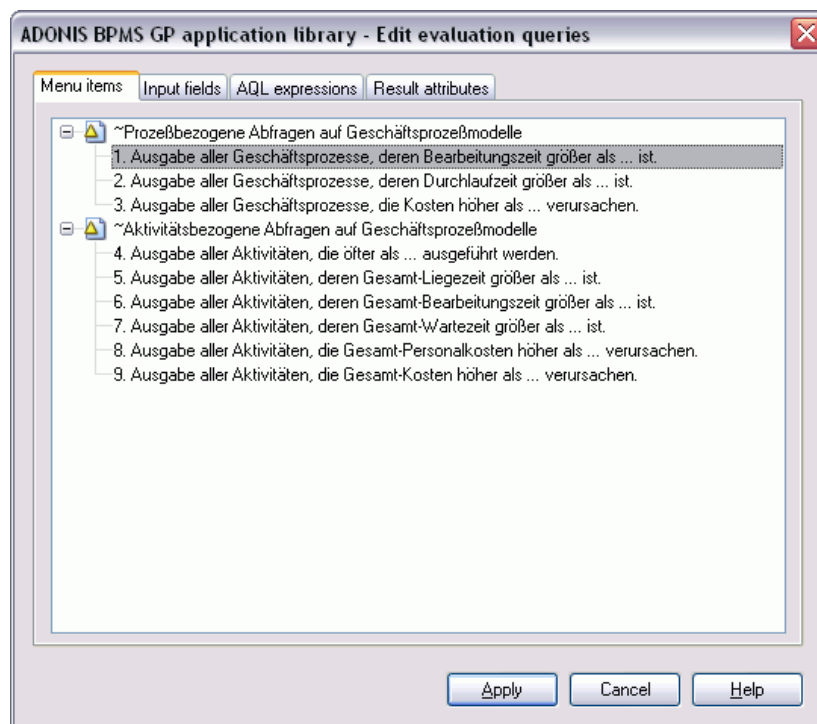 ADONIS BPMS GP application library - Edit evaluation queries
Menu items Input fields AQL expressions Result attributes
~Prozeßbezogene Abfragen auf Geschäftsprozeßmodelle
1. Ausgabe aller Geschäftsprozesse, deren Bearbeitungszeit größer als ... ist.
2. Ausgabe aller Geschäftsprozesse, deren Durchlaufzeit größer als ... ist.
3. Ausgabe aller Geschäftsprozesse, die Kosten höher als ... verursachen.
~Aktivitätsbezogene Abfragen auf Geschäftsprozeßmodelle
4. Ausgabe aller Aktivitäten, die öfter als ... ausgeführt werden.
5. Ausgabe aller Aktivitäten, deren Gesamt-Liegezeit größer als ... ist.
6. Ausgabe aller Aktivitäten, deren Gesamt-Bearbeitungszeit größer als ... ist.
7. Ausgabe aller Aktivitäten, deren Gesamt-Wartezeit größer als ... ist.
8. Ausgabe aller Aktivitäten, die Gesamt-Personalkosten höher als ... verursachen.
9. Ausgabe aller Aktivitäten, die Gesamt-Kosten höher als ... verursachen.
Apply Cancel Help